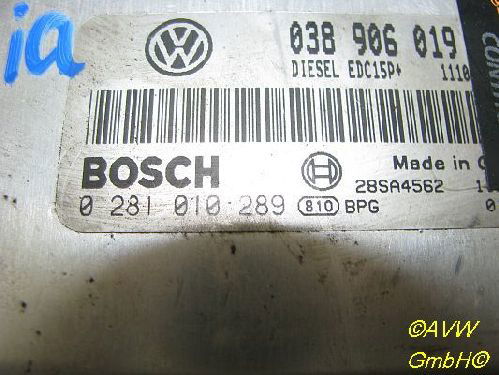 ia
038 906 019
DIESEL EDC15P+ 1110
BOSCH
Made in
0 281 010 289 810 BPG
28SA4562
©AVW
GmbH©